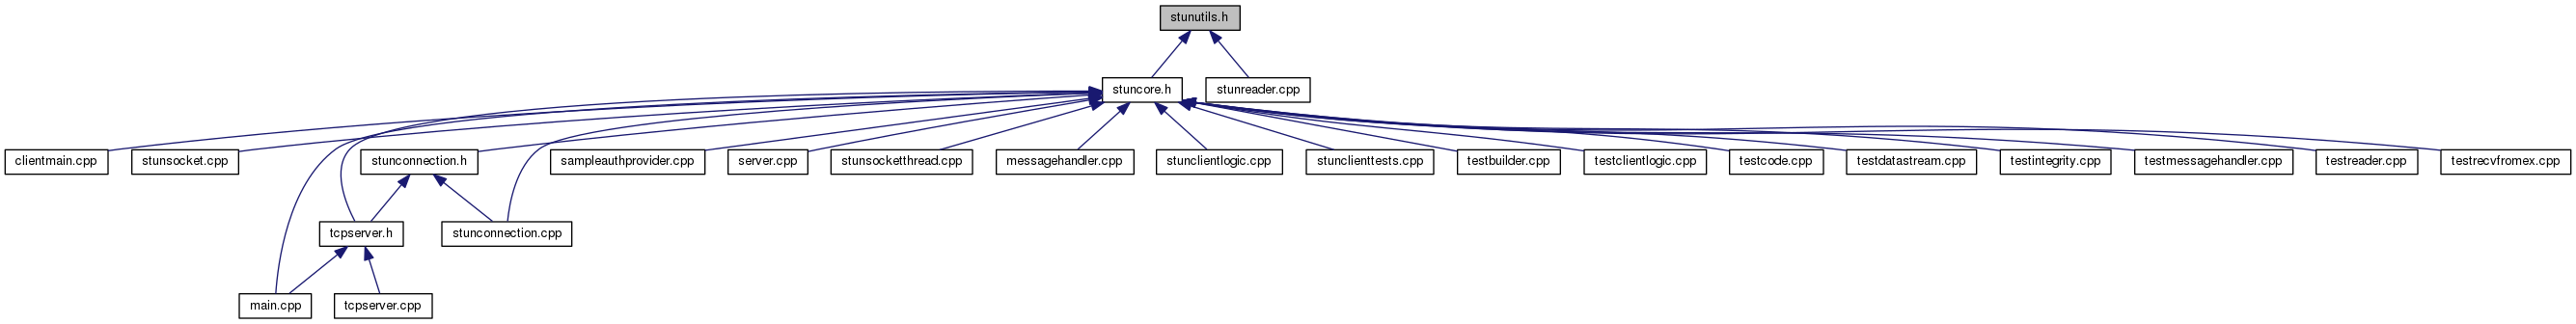 stunutils.h
stuncore.h
stunreader.cpp
clientmain.cpp
stunsocket.cpp
stunconnection.h
sampleauthprovider.cpp
server.cpp
stunsocketthread.cpp
messagehandler.cpp
stunclientlogic.cpp
stunclienttests.cpp
testbuilder.cpp
testclientlogic.cpp
testcode.cpp
testdatastream.cpp
testintegrity.cpp
testmessagehandler.cpp
testreader.cpp
testrecvfromex.cpp
tcpserver.h
stunconnection.cpp
main.cpp
tcpserver.cpp